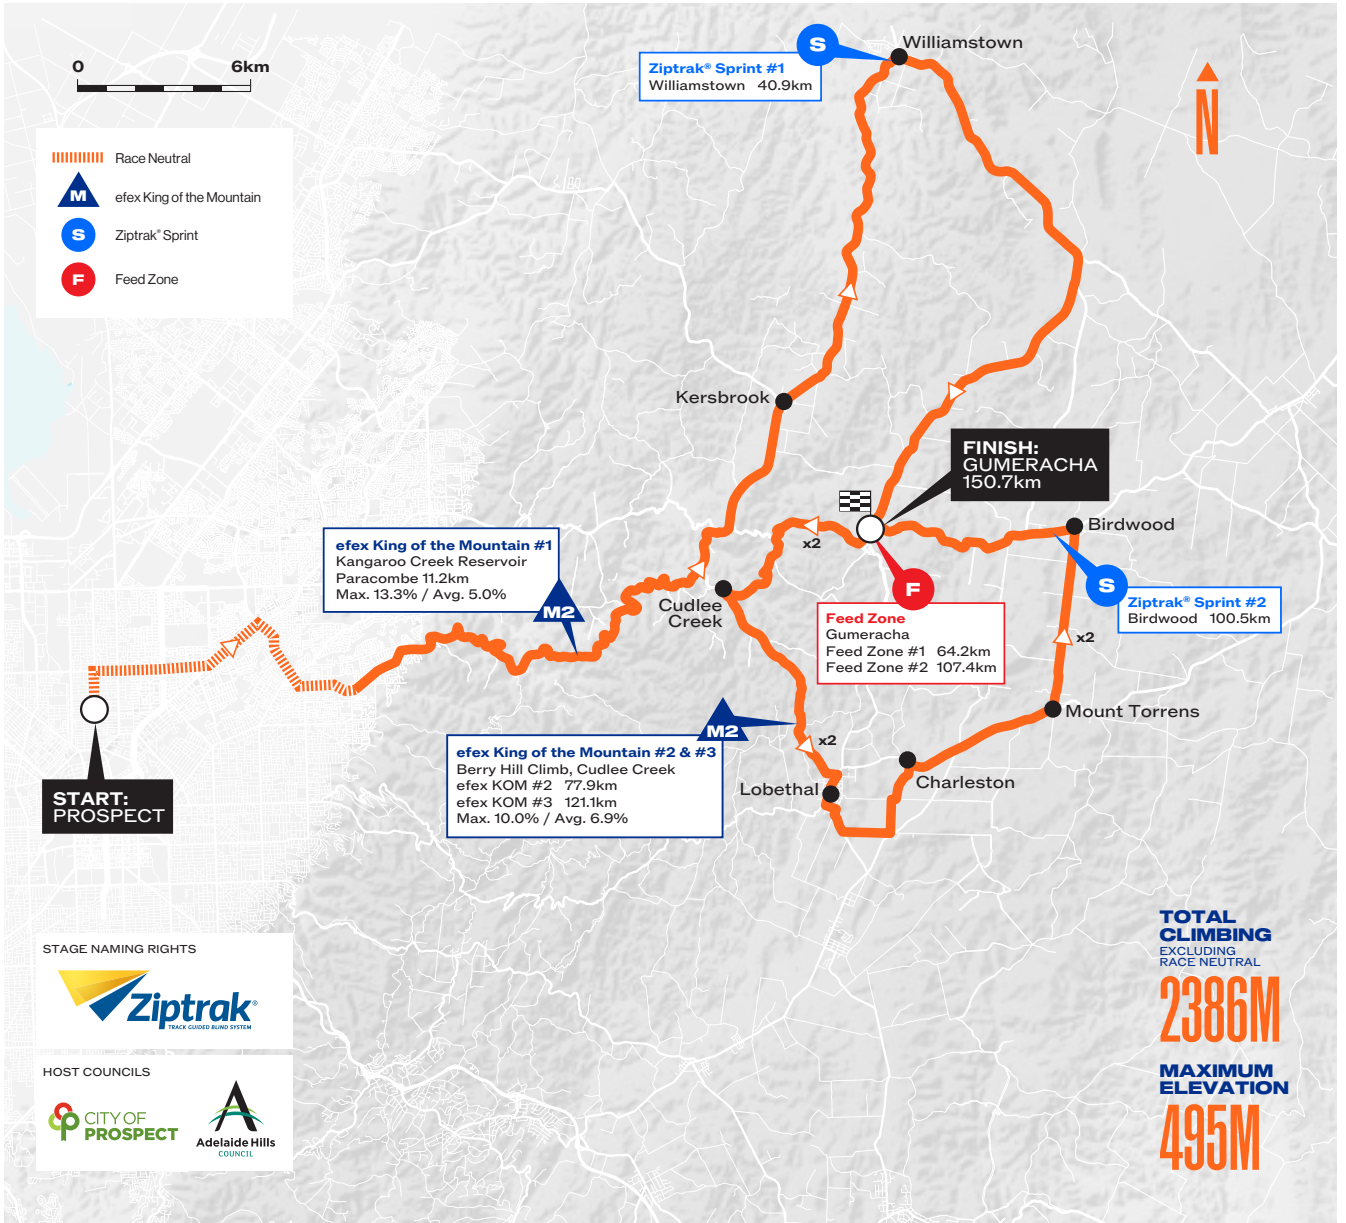 0 6km
Race Neutral
M
efex King of the Mountain
S
Ziptrak® Sprint
F
Feed Zone
S
Williamstown
Ziptrak® Sprint #1
Williamstown 40.9km
N
Kersbrook
FINISH:
GUMERACHA
150.7km
x2
Birdwood
efex King of the Mountain #1
Kangaroo Creek Reservoir
Paracombe 11.2km
Max. 13.3% / Avg. 5.0%
M2
Cudlee
Creek
F
Feed Zone
Gumeracha
Feed Zone #1 64.2km
Feed Zone #2 107.4km
S
Ziptrak® Sprint #2
Birdwood 100.5km
x2
Mount Torrens
M2
x2
efex King of the Mountain #2 & #3
Berry Hill Climb, Cudlee Creek
efex KOM #2 77.9km
efex KOM #3 121.1km
Max. 10.0% / Avg. 6.9%
Lobethal
Charleston
START:
PROSPECT
TOTAL
CLIMBING
EXCLUDING
RACE NEUTRAL
2386M
MAXIMUM
ELEVATION
495M
STAGE NAMING RIGHTS
Ziptrak®
TRACK GUIDED BLIND SYSTEM
HOST COUNCILS
CITY OF
PROSPECT
Adelaide Hills
COUNCIL